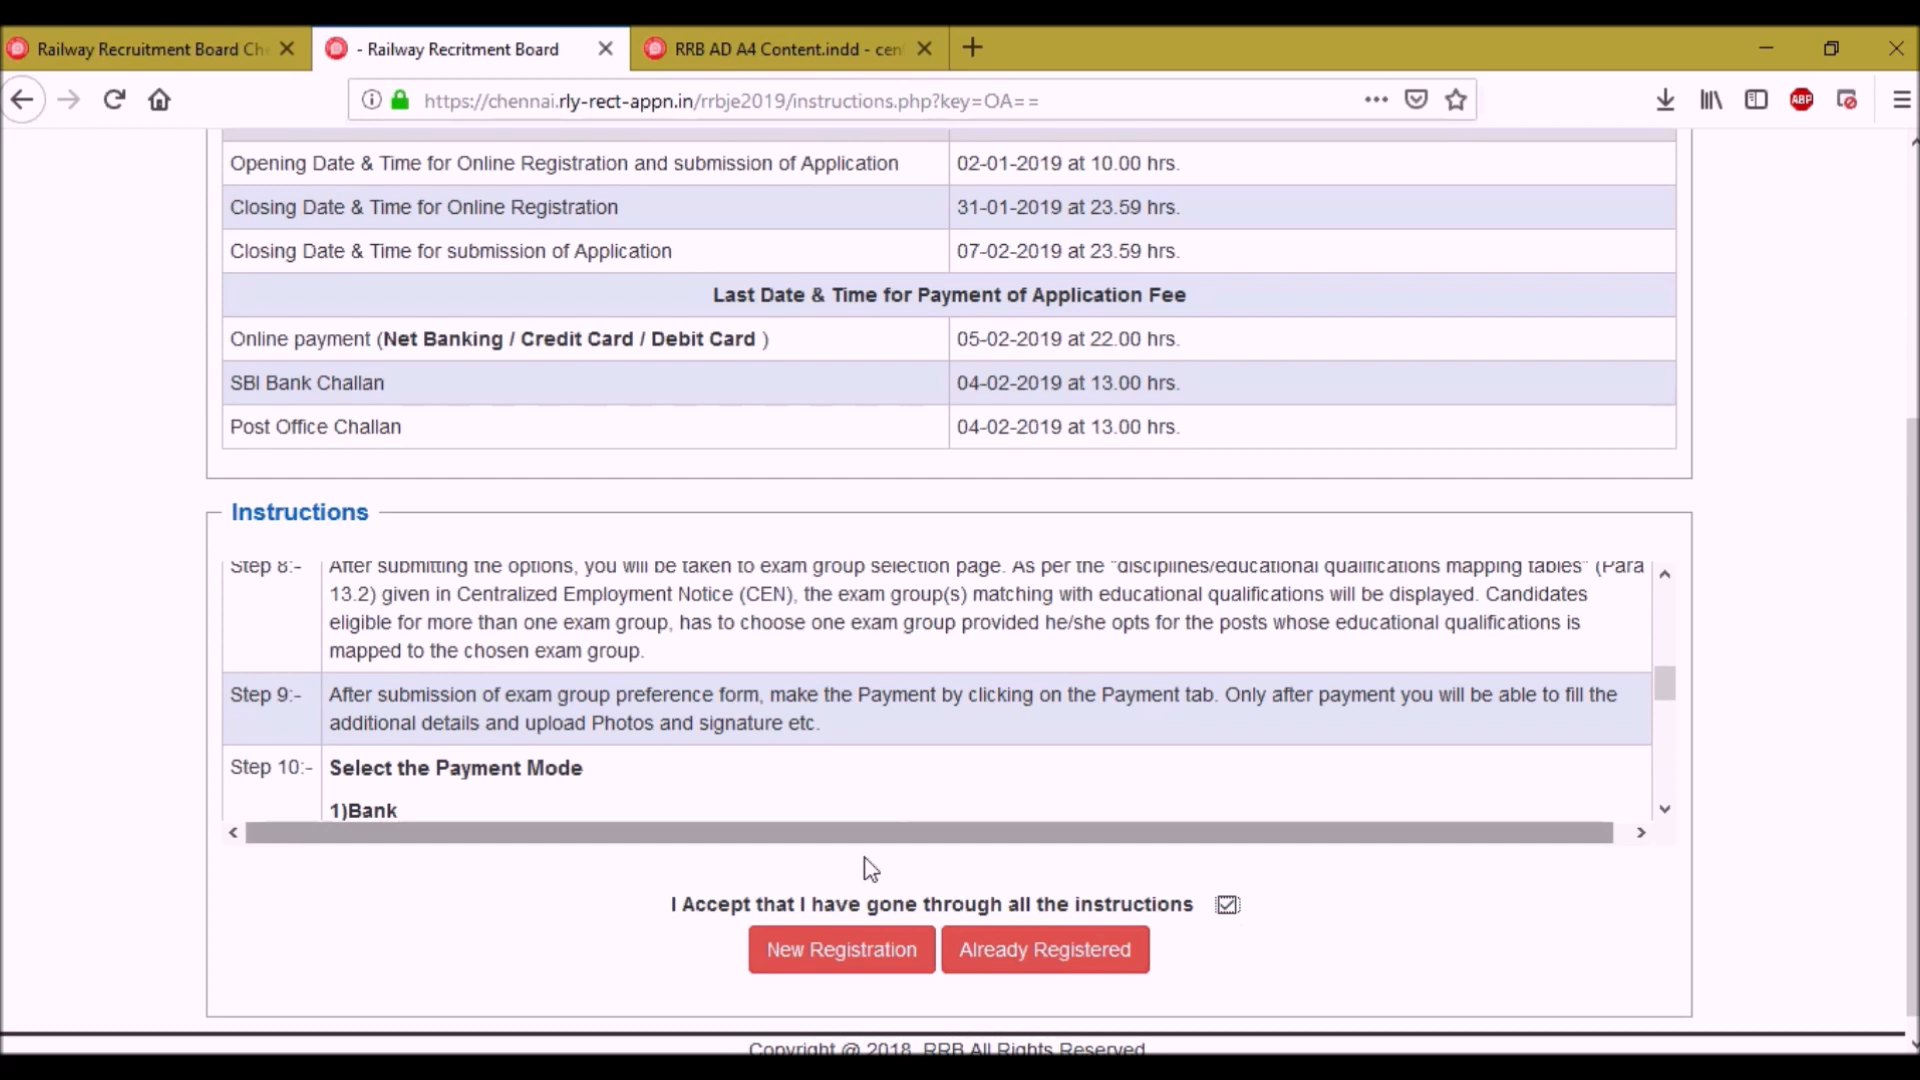 Railway Recruitment Board Che
- Railway Recritment Board
RRB AD A4 Content.indd - cen
https://chennai.rly-rect-appn.in/rrbje2019/instructions.php?key=OA==
ABP
Opening Date & Time for Online Registration and submission of Application 02-01-2019 at 10.00 hrs.
Closing Date & Time for Online Registration 31-01-2019 at 23.59 hrs.
Closing Date & Time for submission of Application 07-02-2019 at 23.59 hrs.
Last Date & Time for Payment of Application Fee
Online payment (Net Banking / Credit Card / Debit Card ) 05-02-2019 at 22.00 hrs.
SBI Bank Challan 04-02-2019 at 13.00 hrs.
Post Office Challan 04-02-2019 at 13.00 hrs.
Instructions
Step 8:- After submitting the options, you will be taken to exam group selection page. As per the "disciplines/educational qualifications mapping tables" (Para
13.2) given in Centralized Employment Notice (CEN), the exam group(s) matching with educational qualifications will be displayed. Candidates
eligible for more than one exam group, has to choose one exam group provided he/she opts for the posts whose educational qualifications is
mapped to the chosen exam group.
Step 9:- After submission of exam group preference form, make the Payment by clicking on the Payment tab. Only after payment you will be able to fill the
additional details and upload Photos and signature etc.
Step 10:- Select the Payment Mode
1)Bank
I Accept that I have gone through all the instructions
New Registration Already Registered
Copyright @ 2018 RRB All Rights Reserved